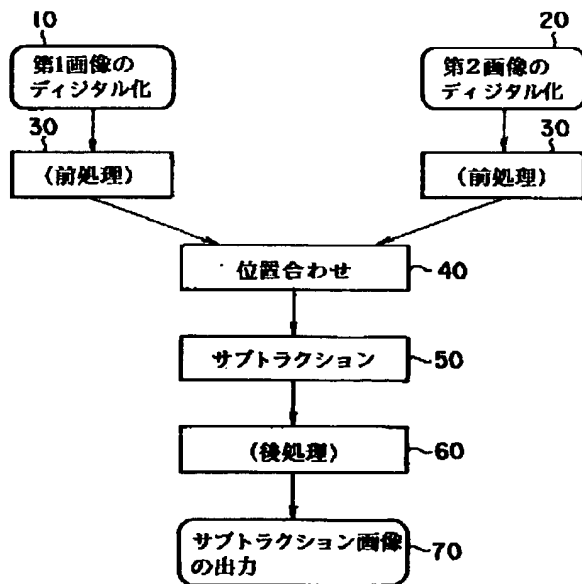 10
20
第1画像の
ディジタル化
第2画像の
ディジタル化
30
30
(前処理)
(前処理)
位置合わせ
40
サブトラクション
50
(後処理)
60
サブトラクション画像
の出力
70